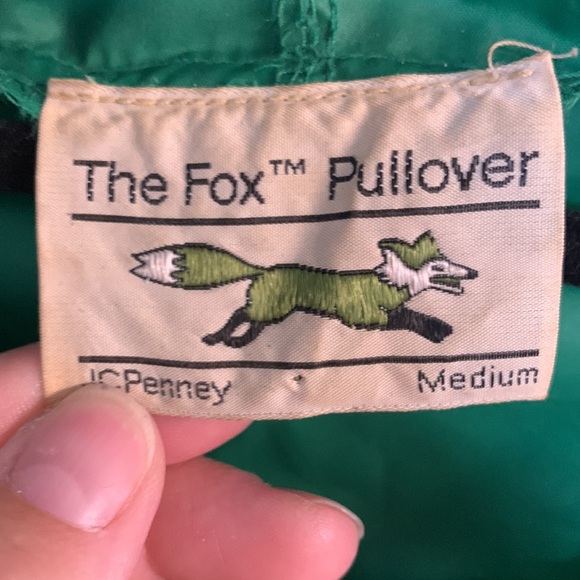 The Fox™ Pullover
JCPenney Medium